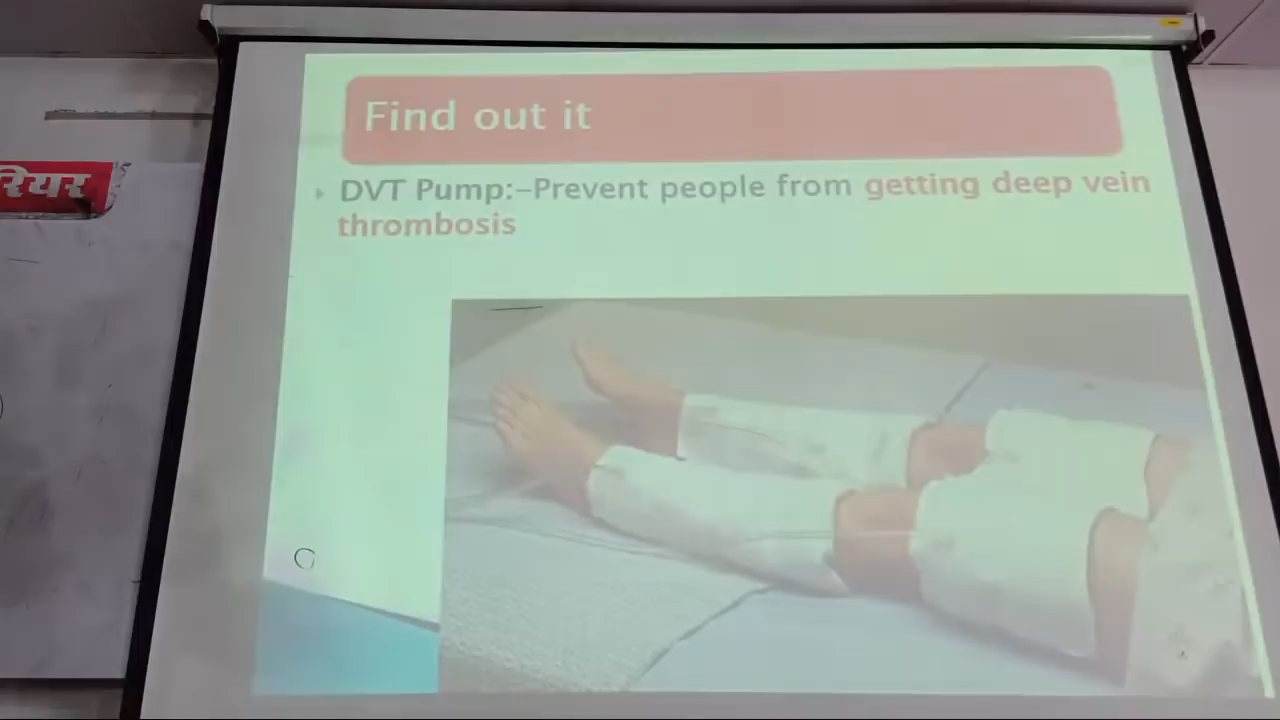 रियर
Find out it
DVT Pump:-Prevent people from getting deep vein
thrombosis